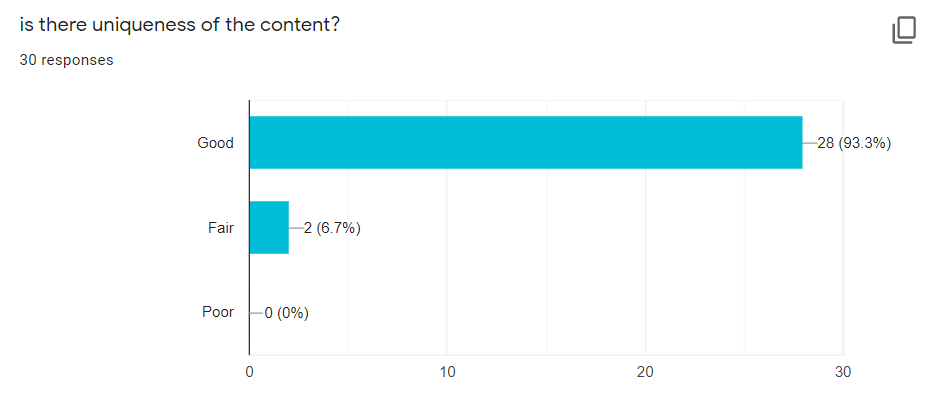 is there uniqueness of the content?
30 responses
Good 28 (93.3%)
Fair 2 (6.7%)
Poor 0 (0%)
0 10 20 30